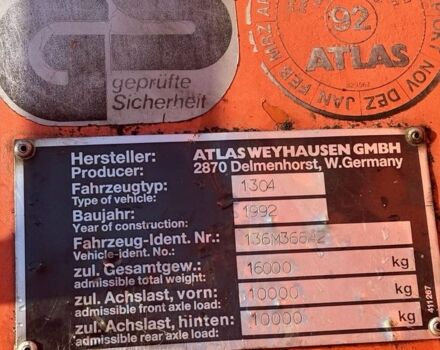 geprüfte
Sicherheit
92
ATLAS
NOV DEZ JAN FEB MRZ
Hersteller: ATLAS WEYHAUSEN GMBH
Producer: 2870 Delmenhorst, W.Germany
Fahrzeugtyp: 1304
Type of vehicle:
Baujahr: 1992
Year of construction:
Fahrzeug-Ident. Nr.: 136M36642
Vehicle-ident. No.:
zul. Gesamtgew.: 16000 kg
admissible total weight:
zul. Achslast, vorn: 10000 kg
admissible front axle load:
zul. Achslast, hinten: 10000 kg
admissible rear axle load:
411267